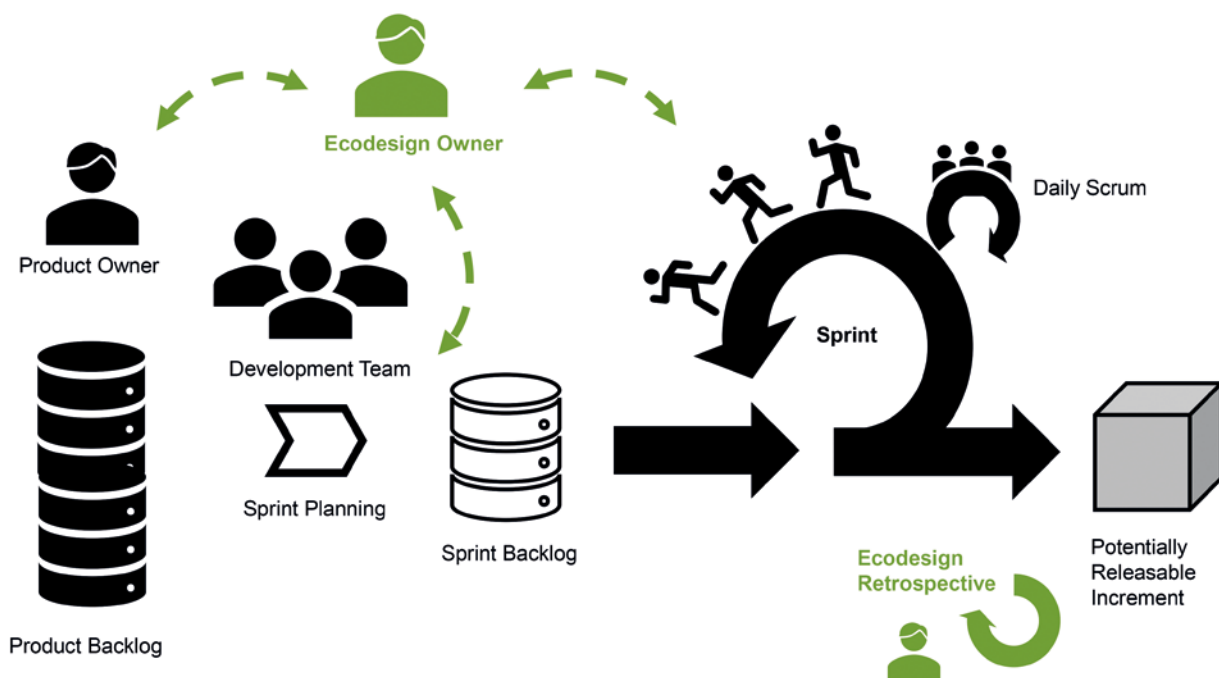 Ecodesign Owner
Product Owner
Daily Scrum
Development Team
Sprint
Sprint Planning
Sprint Backlog
Product Backlog
Ecodesign
Retrospective
Potentially
Releasable
Increment